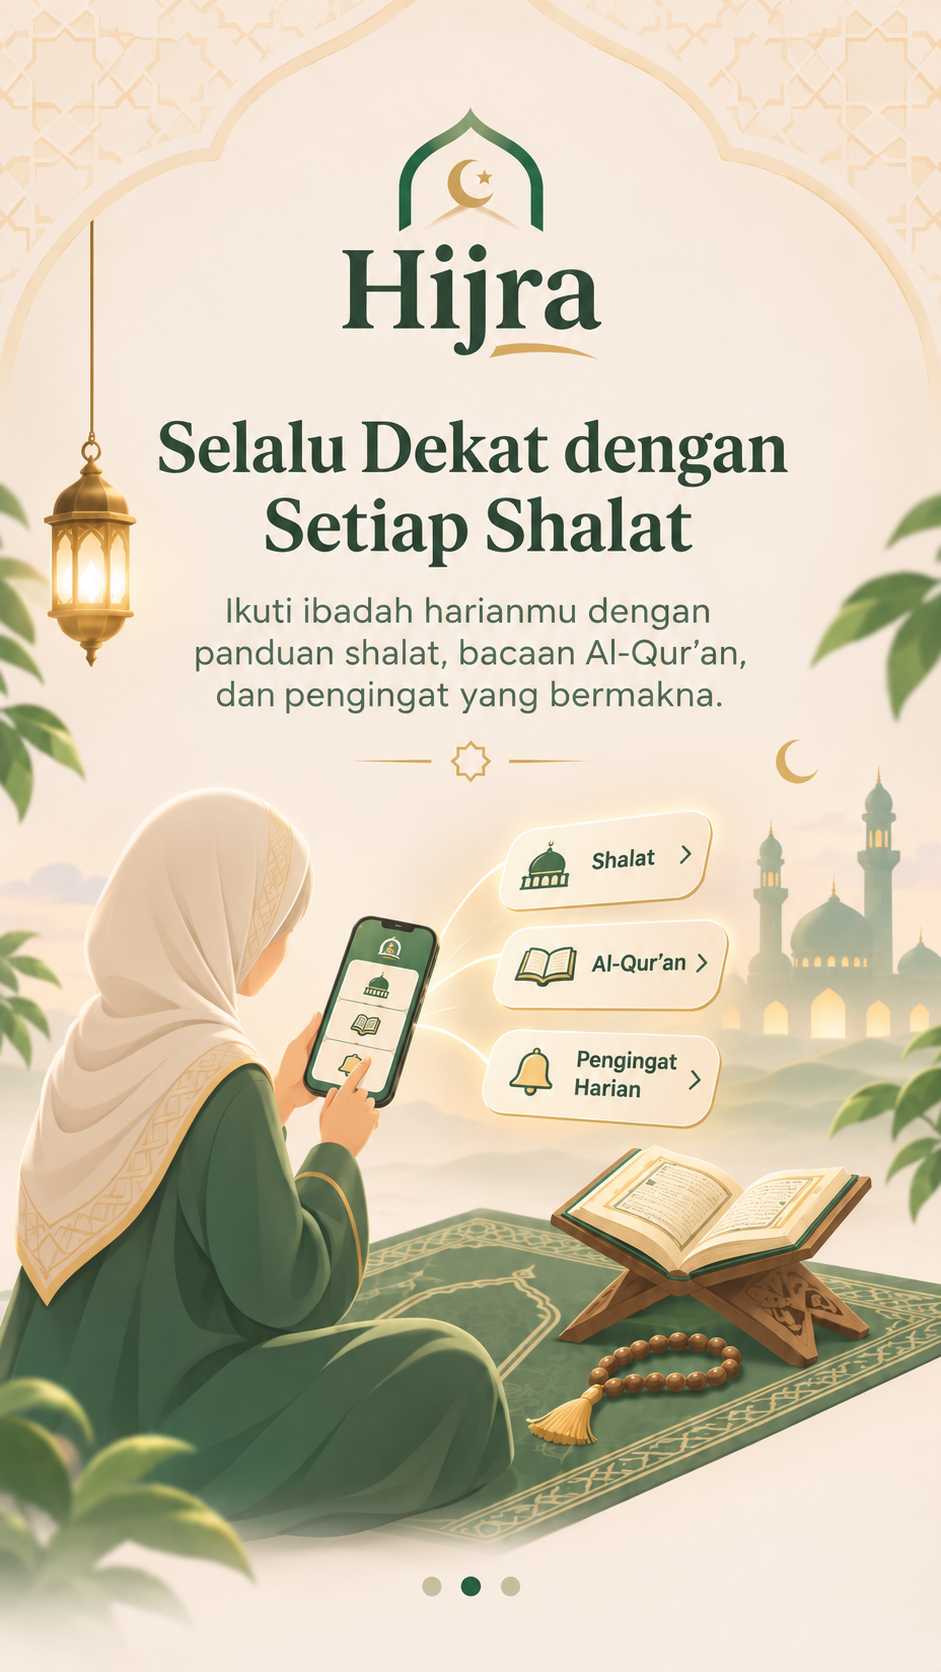 Hijra
Selalu Dekat dengan
Setiap Shalat
Ikuti ibadah harianmu dengan
panduan shalat, bacaan Al-Qur’an,
dan pengingat yang bermakna.
Shalat
Al-Qur’an
Pengingat
Harian